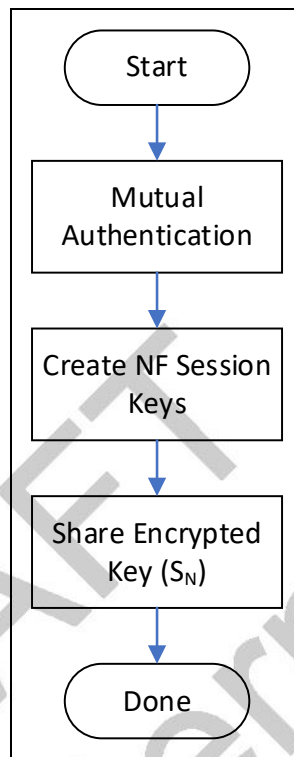 Start
Mutual
Authentication
Create NF Session
Keys
Share Encrypted
Key (S_N)
Done